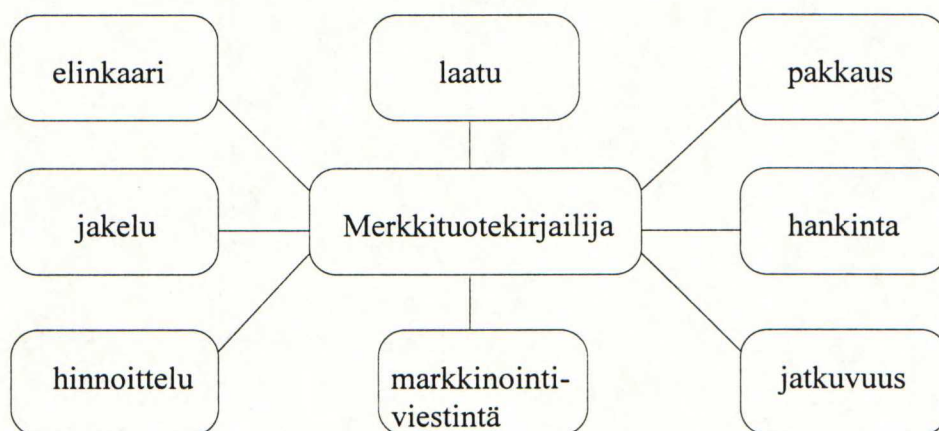 elinkaari
laatu
pakkaus
jakelu
Merkkituotekirjailija
hankinta
hinnoittelu
markkinointi-
viestintä
jatkuvuus